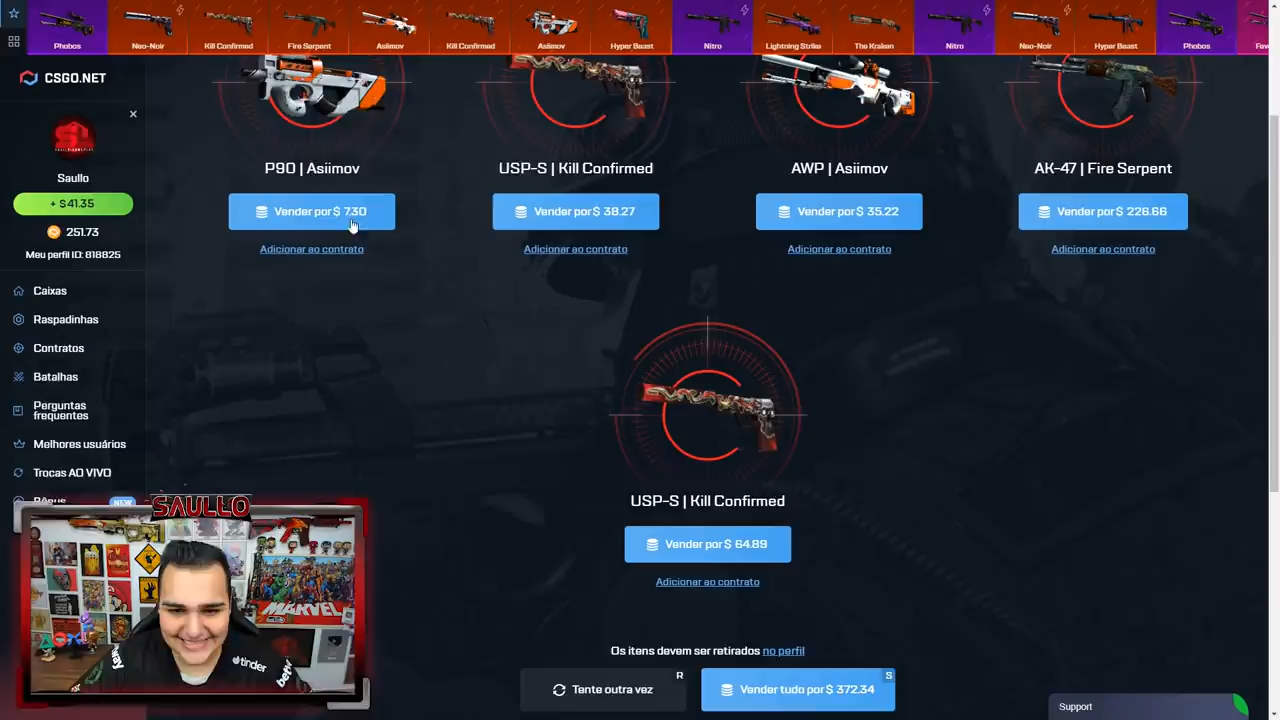 Phobos
Neo-Noir
Kill Confirmed
Fire Serpent
Asiimov
Kill Confirmed
Asiimov
Hyper Beast
Nitro
Lightning Strike
The Kraken
Nitro
Neo-Noir
Hyper Beast
Phobos
CSGO.NET
Saullo
+ $41.35
251.73
Meu perfil ID: 918825
Caixas
Raspadinhas
Contratos
Batalhas
Perguntas
frequentes
Melhores usuários
Trocas AO VIVO
Bônus
NEW
P90 | Asiimov
Vender por $ 7.30
Adicionar ao contrato
USP-S | Kill Confirmed
Vender por $ 38.27
Adicionar ao contrato
AWP | Asiimov
Vender por $ 35.22
Adicionar ao contrato
AK-47 | Fire Serpent
Vender por $ 226.66
Adicionar ao contrato
USP-S | Kill Confirmed
Vender por $ 64.89
Adicionar ao contrato
Os itens devem ser retirados no perfil
Tente outra vez
R
Vender tudo por $ 372.34
S
Support
SAULLO
MARVEL
tinder